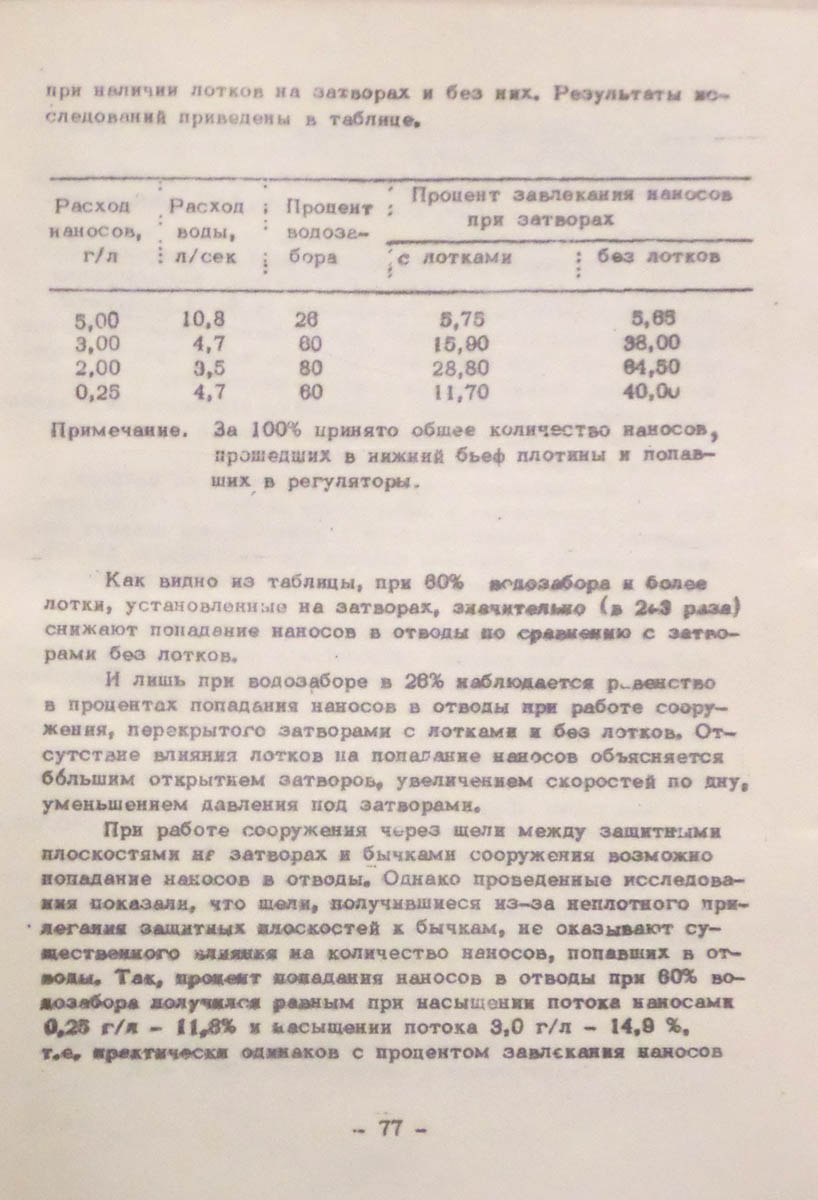 при наличии лотков на затворах и без них. Результаты ис-
следований приведены в таблице.
Расход наносов, г/л
Расход воды, л/сек
Процент водоза-бора
Процент завлекания наносов при затворах
с лотками
без лотков
5,00 10,8 26 5,75 5,65
3,00 4,7 60 15,90 38,00
2,00 3,5 80 28,80 64,50
0,25 4,7 60 11,70 40,00
Примечание. За 100% принято общее количество наносов,
прошедших в нижний бьеф плотины и попав-
ших в регуляторы.
Как видно из таблицы, при 60% водозабора и более
лотки, установленные на затворах, значительно (в 2÷3 раза)
снижают попадание наносов в отводы по сравнению с затво-
рами без лотков.
И лишь при водозаборе в 26% наблюдается равенство
в процентах попадания наносов в отводы при работе соору-
жения, перекрытого затворами с лотками и без лотков. От-
сутствие влияния лотков на попадание наносов объясняется
бóльшим открытием затворов, увеличением скоростей по дну,
уменьшением давления под затворами.
При работе сооружения через щели между защитными
плоскостями на затворах и бычками сооружения возможно
попадание наносов в отводы. Однако проведенные исследова-
ния показали, что щели, получившиеся из-за неплотного при-
легания защитных плоскостей к бычкам, не оказывают су-
щественного влияния на количество наносов, попавших в от-
воды. Так, процент попадания наносов в отводы при 60% во-
дозабора получился равным при насыщении потока наносами
0,25 г/л - 11,8% и насыщении потока 3,0 г/л - 14,9 %,
т.е. практически одинаков с процентом завлекания наносов
- 77 -